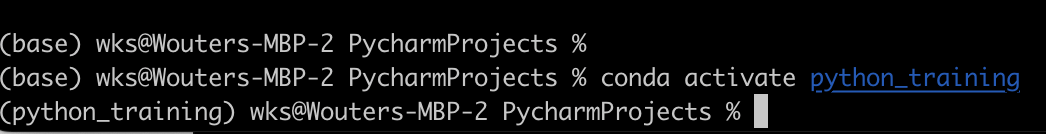 (base) wks@Wouters-MBP-2 PycharmProjects %
(base) wks@Wouters-MBP-2 PycharmProjects % conda activate python_training
(python_training) wks@Wouters-MBP-2 PycharmProjects %